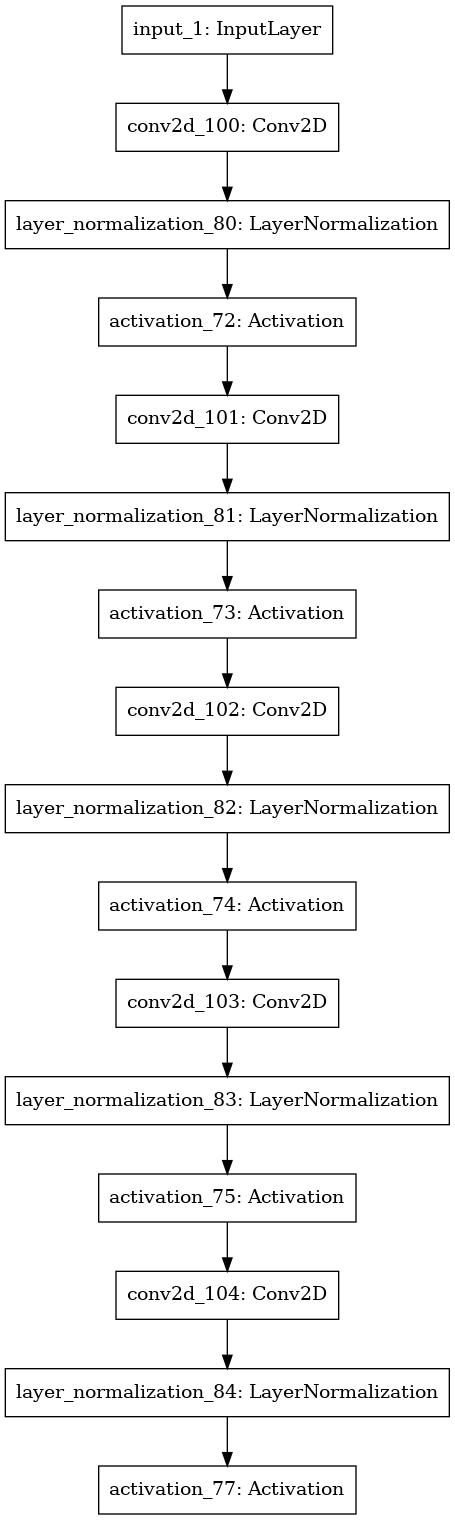 input_1: InputLayer
conv2d_100: Conv2D
layer_normalization_80: LayerNormalization
activation_72: Activation
conv2d_101: Conv2D
layer_normalization_81: LayerNormalization
activation_73: Activation
conv2d_102: Conv2D
layer_normalization_82: LayerNormalization
activation_74: Activation
conv2d_103: Conv2D
layer_normalization_83: LayerNormalization
activation_75: Activation
conv2d_104: Conv2D
layer_normalization_84: LayerNormalization
activation_77: Activation